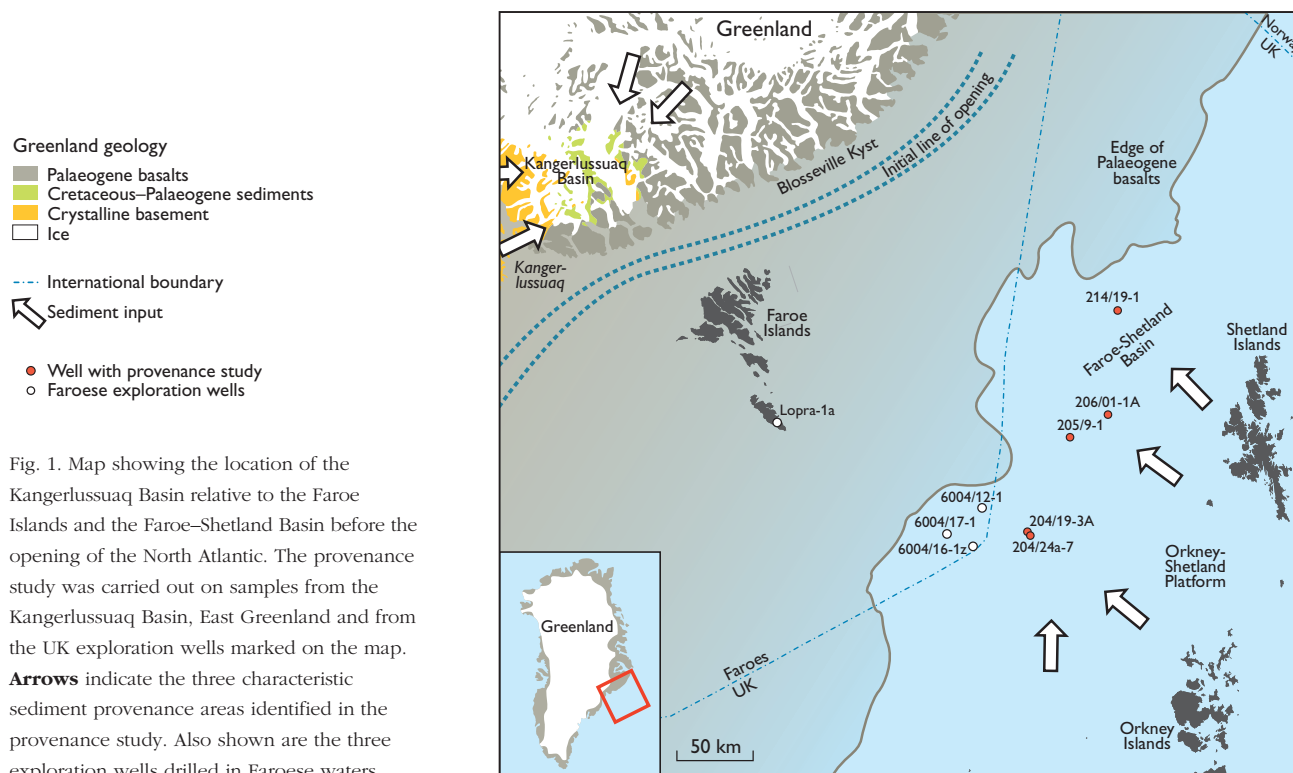 Greenland geology
Palaeogene basalts
Cretaceous–Palaeogene sediments
Crystalline basement
Ice
International boundary
Sediment input
Well with provenance study
Faroese exploration wells
Fig. 1. Map showing the location of the
Kangerlussuaq Basin relative to the Faroe
Islands and the Faroe–Shetland Basin before the
opening of the North Atlantic. The provenance
study was carried out on samples from the
Kangerlussuaq Basin, East Greenland and from
the UK exploration wells marked on the map.
Arrows indicate the three characteristic
sediment provenance areas identified in the
provenance study. Also shown are the three
exploration wells drilled in Faroese waters
Greenland
Norway
UK
Kangerlussuaq
Basin
Blosseville Kyst
Initial line of opening
Edge of
Palaeogene
basalts
Kanger-
lussuaq
Faroe
Islands
214/19-1
Faroe-Shetland
Basin
Shetland
Islands
Lopra-1a
206/01-1A
205/9-1
6004/12-1
6004/17-1
6004/16-1z
204/19-3A
204/24a-7
Orkney-
Shetland
Platform
Greenland
Faroes
UK
50 km
Orkney
Islands